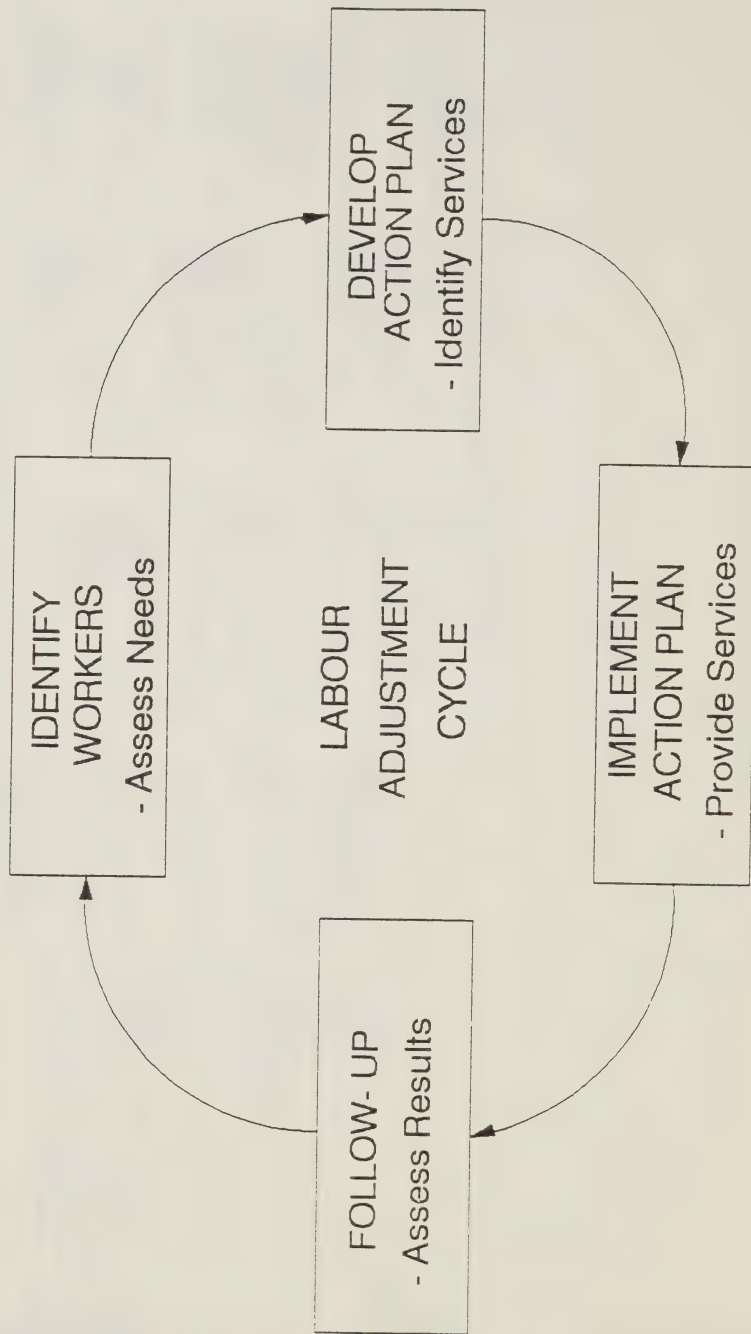 IDENTIFY
WORKERS
- Assess Needs
DEVELOP
ACTION PLAN
- Identify Services
LABOUR
ADJUSTMENT
CYCLE
IMPLEMENT
ACTION PLAN
- Provide Services
FOLLOW- UP
- Assess Results